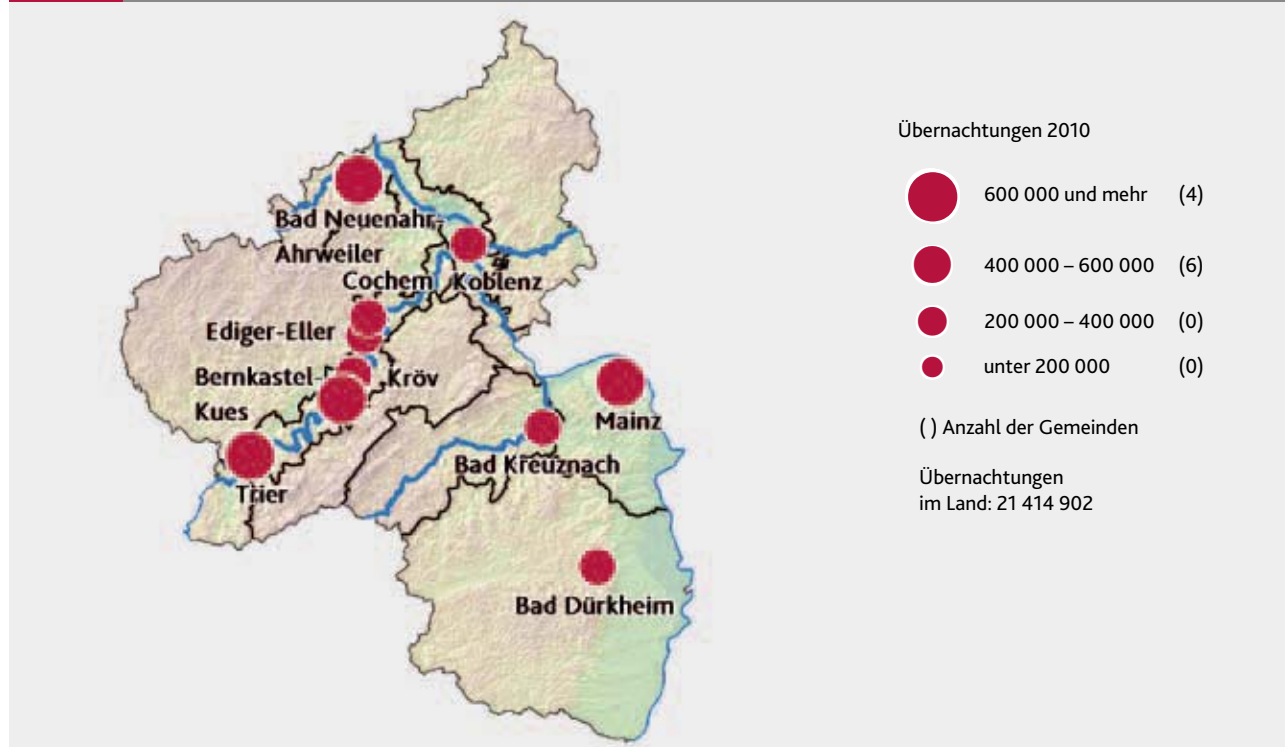 Übernachtungen 2010
600 000 und mehr (4)
400 000 – 600 000 (6)
200 000 – 400 000 (0)
unter 200 000 (0)
( ) Anzahl der Gemeinden
Übernachtungen
im Land: 21 414 902
Bad Neuenahr-
Ahrweiler
Cochem
Koblenz
Ediger-Eller
Bernkastel-
Kues
Kröv
Mainz
Bad Kreuznach
Trier
Bad Dürkheim